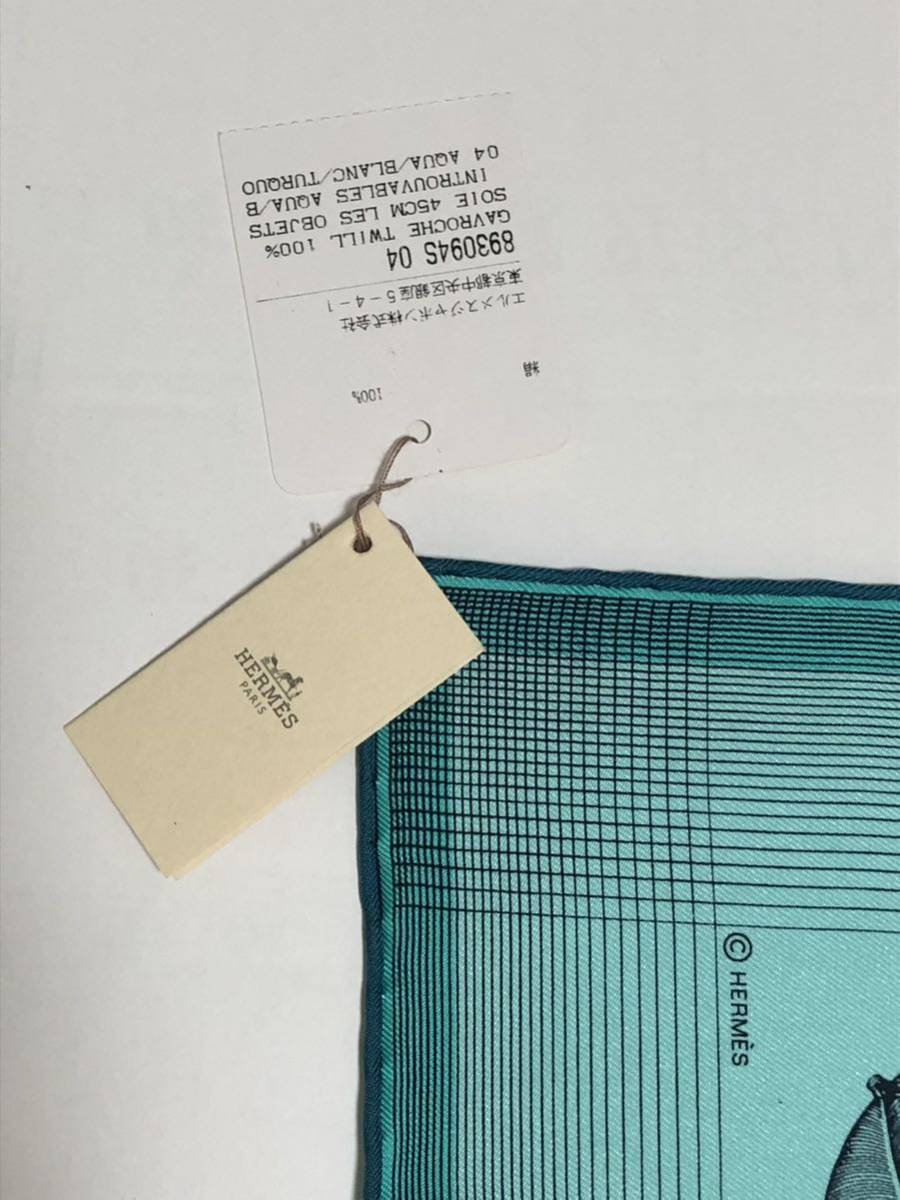 絹 100%
エルメスジャポン株式会社
東京都中央区銀座5-4-1
893094S 04
GAVROCHE TWILL 100%
SOIE 45CM LES OBJETS
INTROUVABLES AQUA/B
04 AQUA/BLANC/TURQUO
HERMÈS
PARIS
© HERMÈS